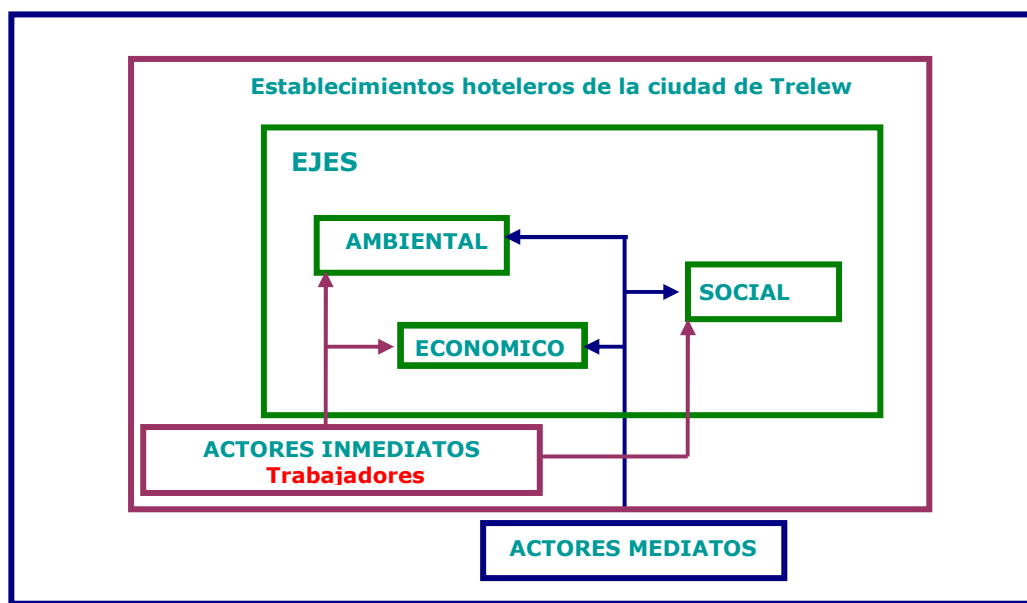 Establecimientos hoteleros de la ciudad de Trelew
EJES
AMBIENTAL
SOCIAL
ECONOMICO
ACTORES INMEDIATOS
Trabajadores
ACTORES MEDIATOS